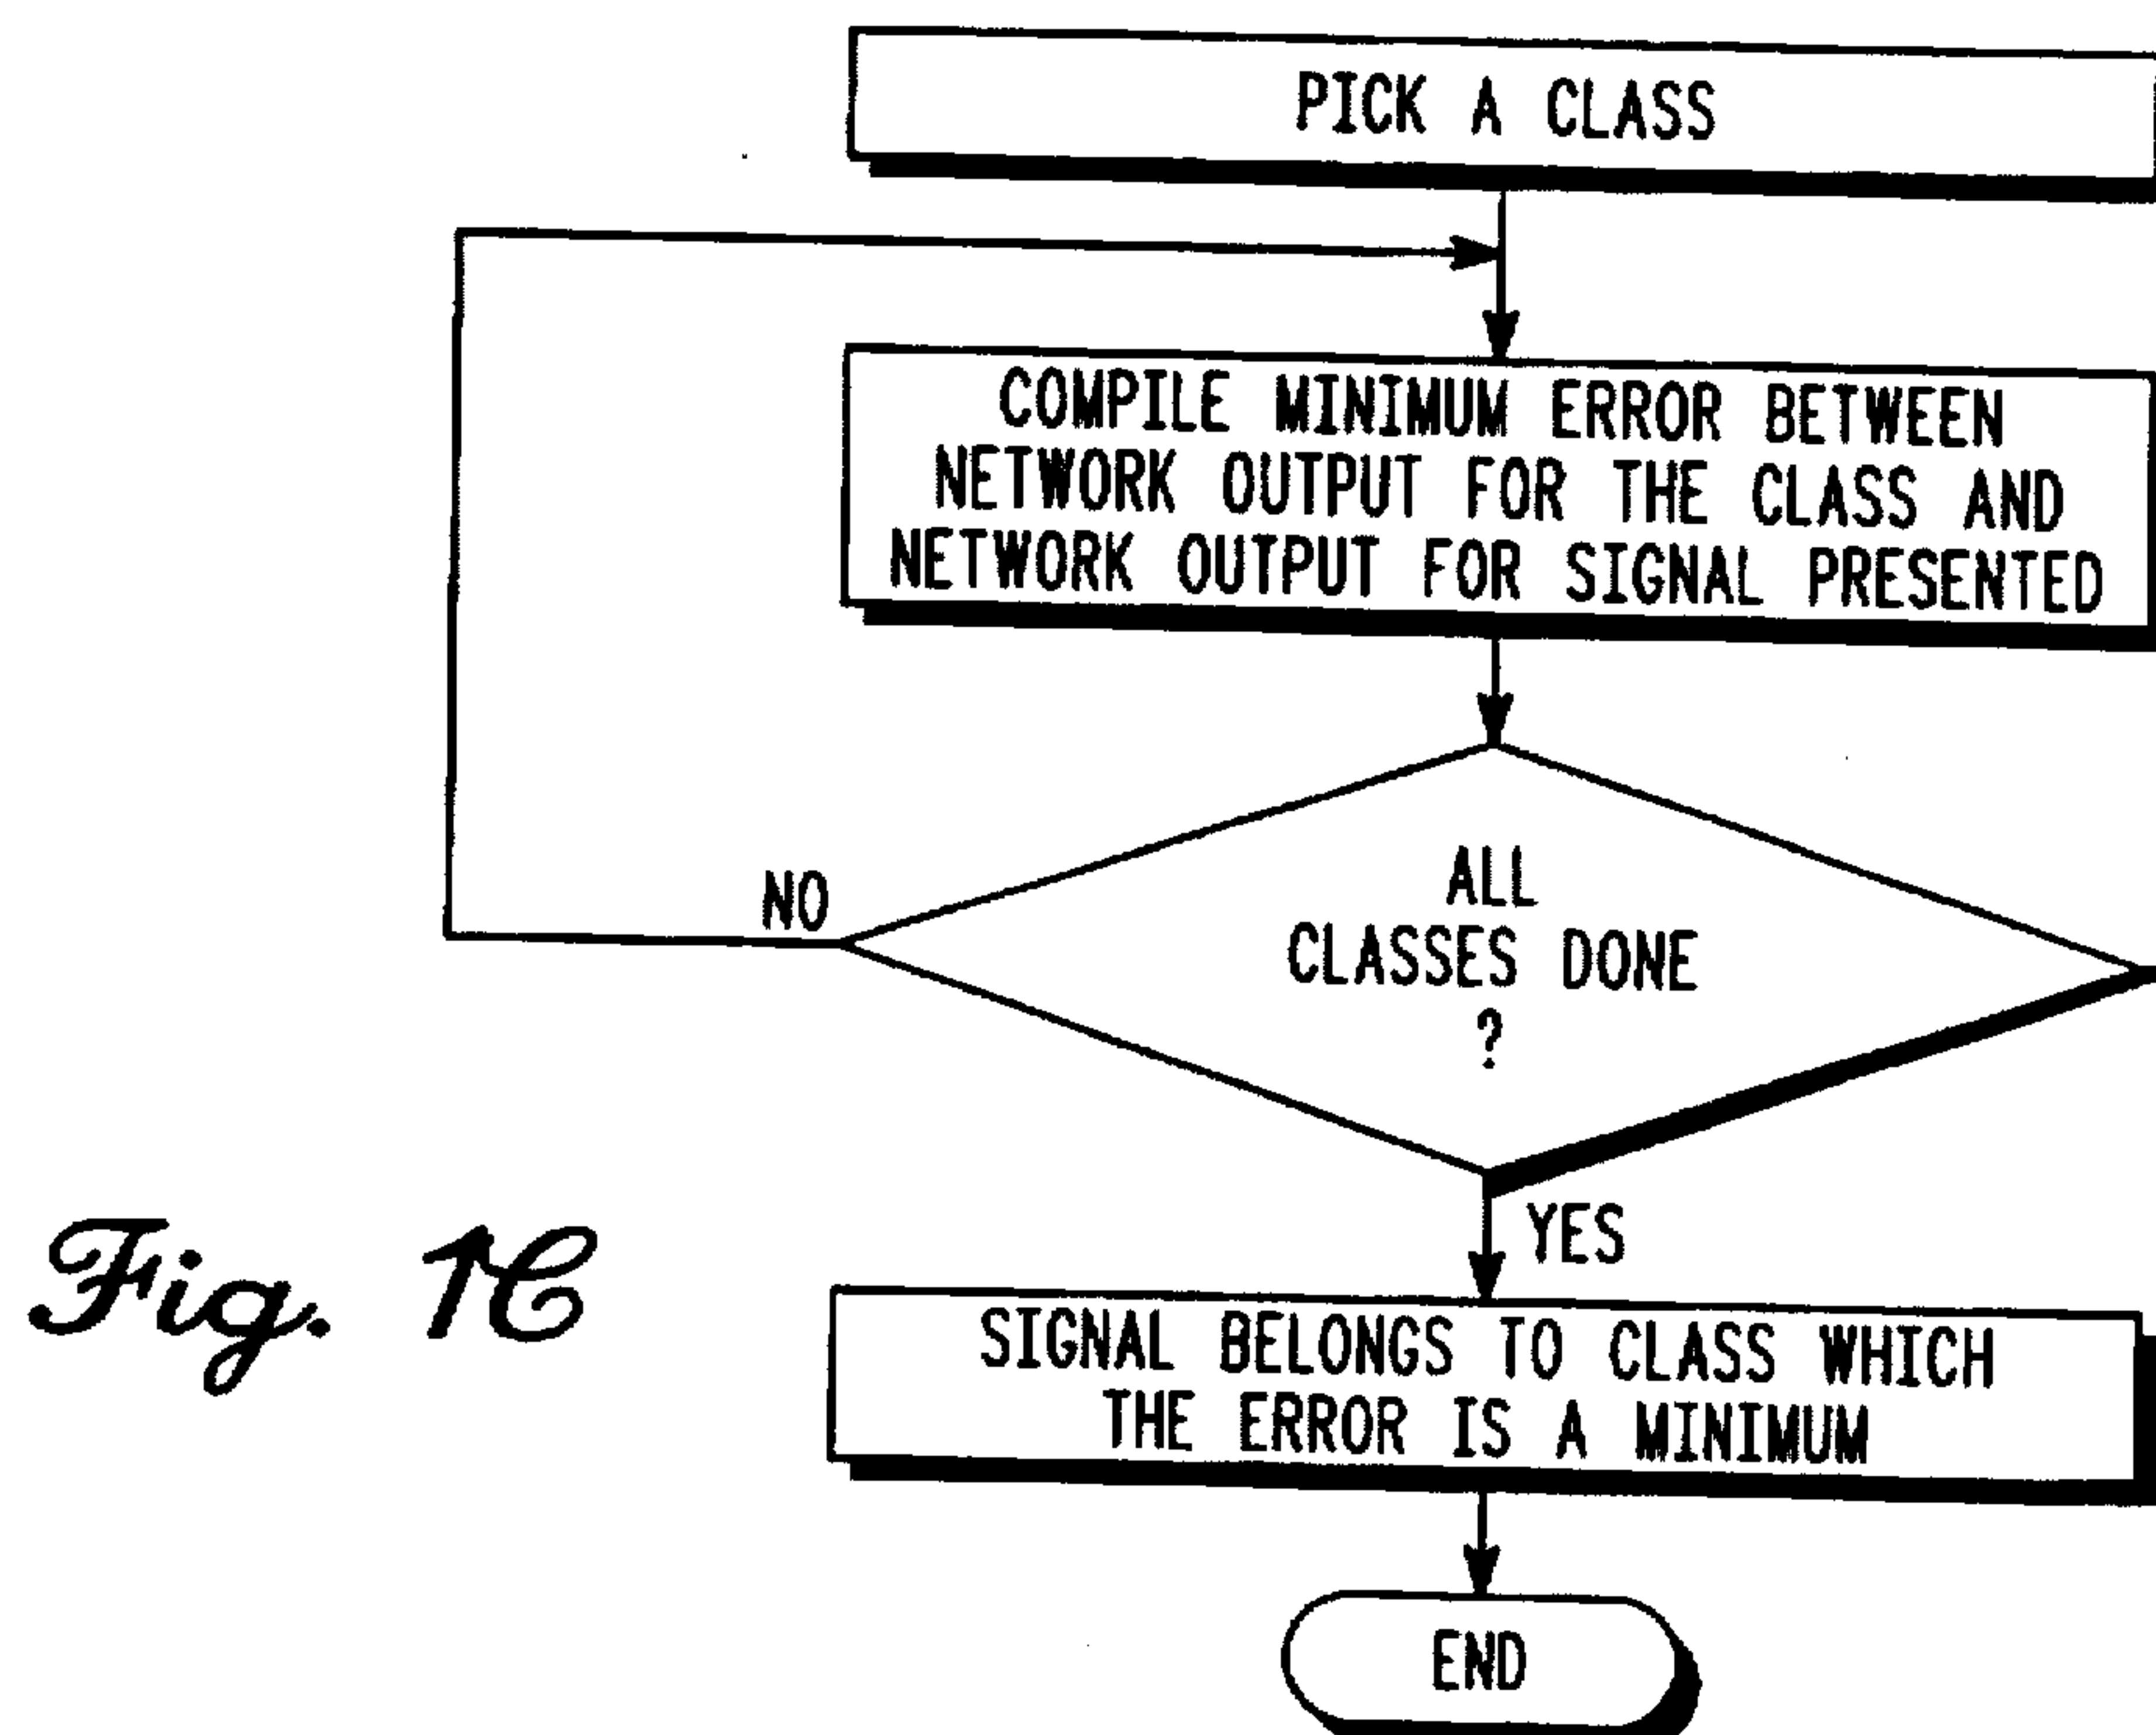 PICK A CLASS
COMPILE MINIMUM ERROR BETWEEN
NETWORK OUTPUT FOR THE CLASS AND
NETWORK OUTPUT FOR SIGNAL PRESENTED
NO
ALL
CLASSES DONE
?
YES
SIGNAL BELONGS TO CLASS WHICH
THE ERROR IS A MINIMUM
END
Fig. 1C